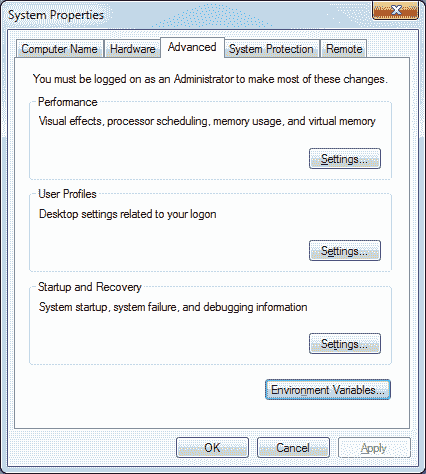 System Properties
Computer Name Hardware Advanced System Protection Remote
You must be logged on as an Administrator to make most of these changes.
Performance
Visual effects, processor scheduling, memory usage, and virtual memory
Settings...
User Profiles
Desktop settings related to your logon
Settings...
Startup and Recovery
System startup, system failure, and debugging information
Settings...
Environment Variables...
OK Cancel Apply